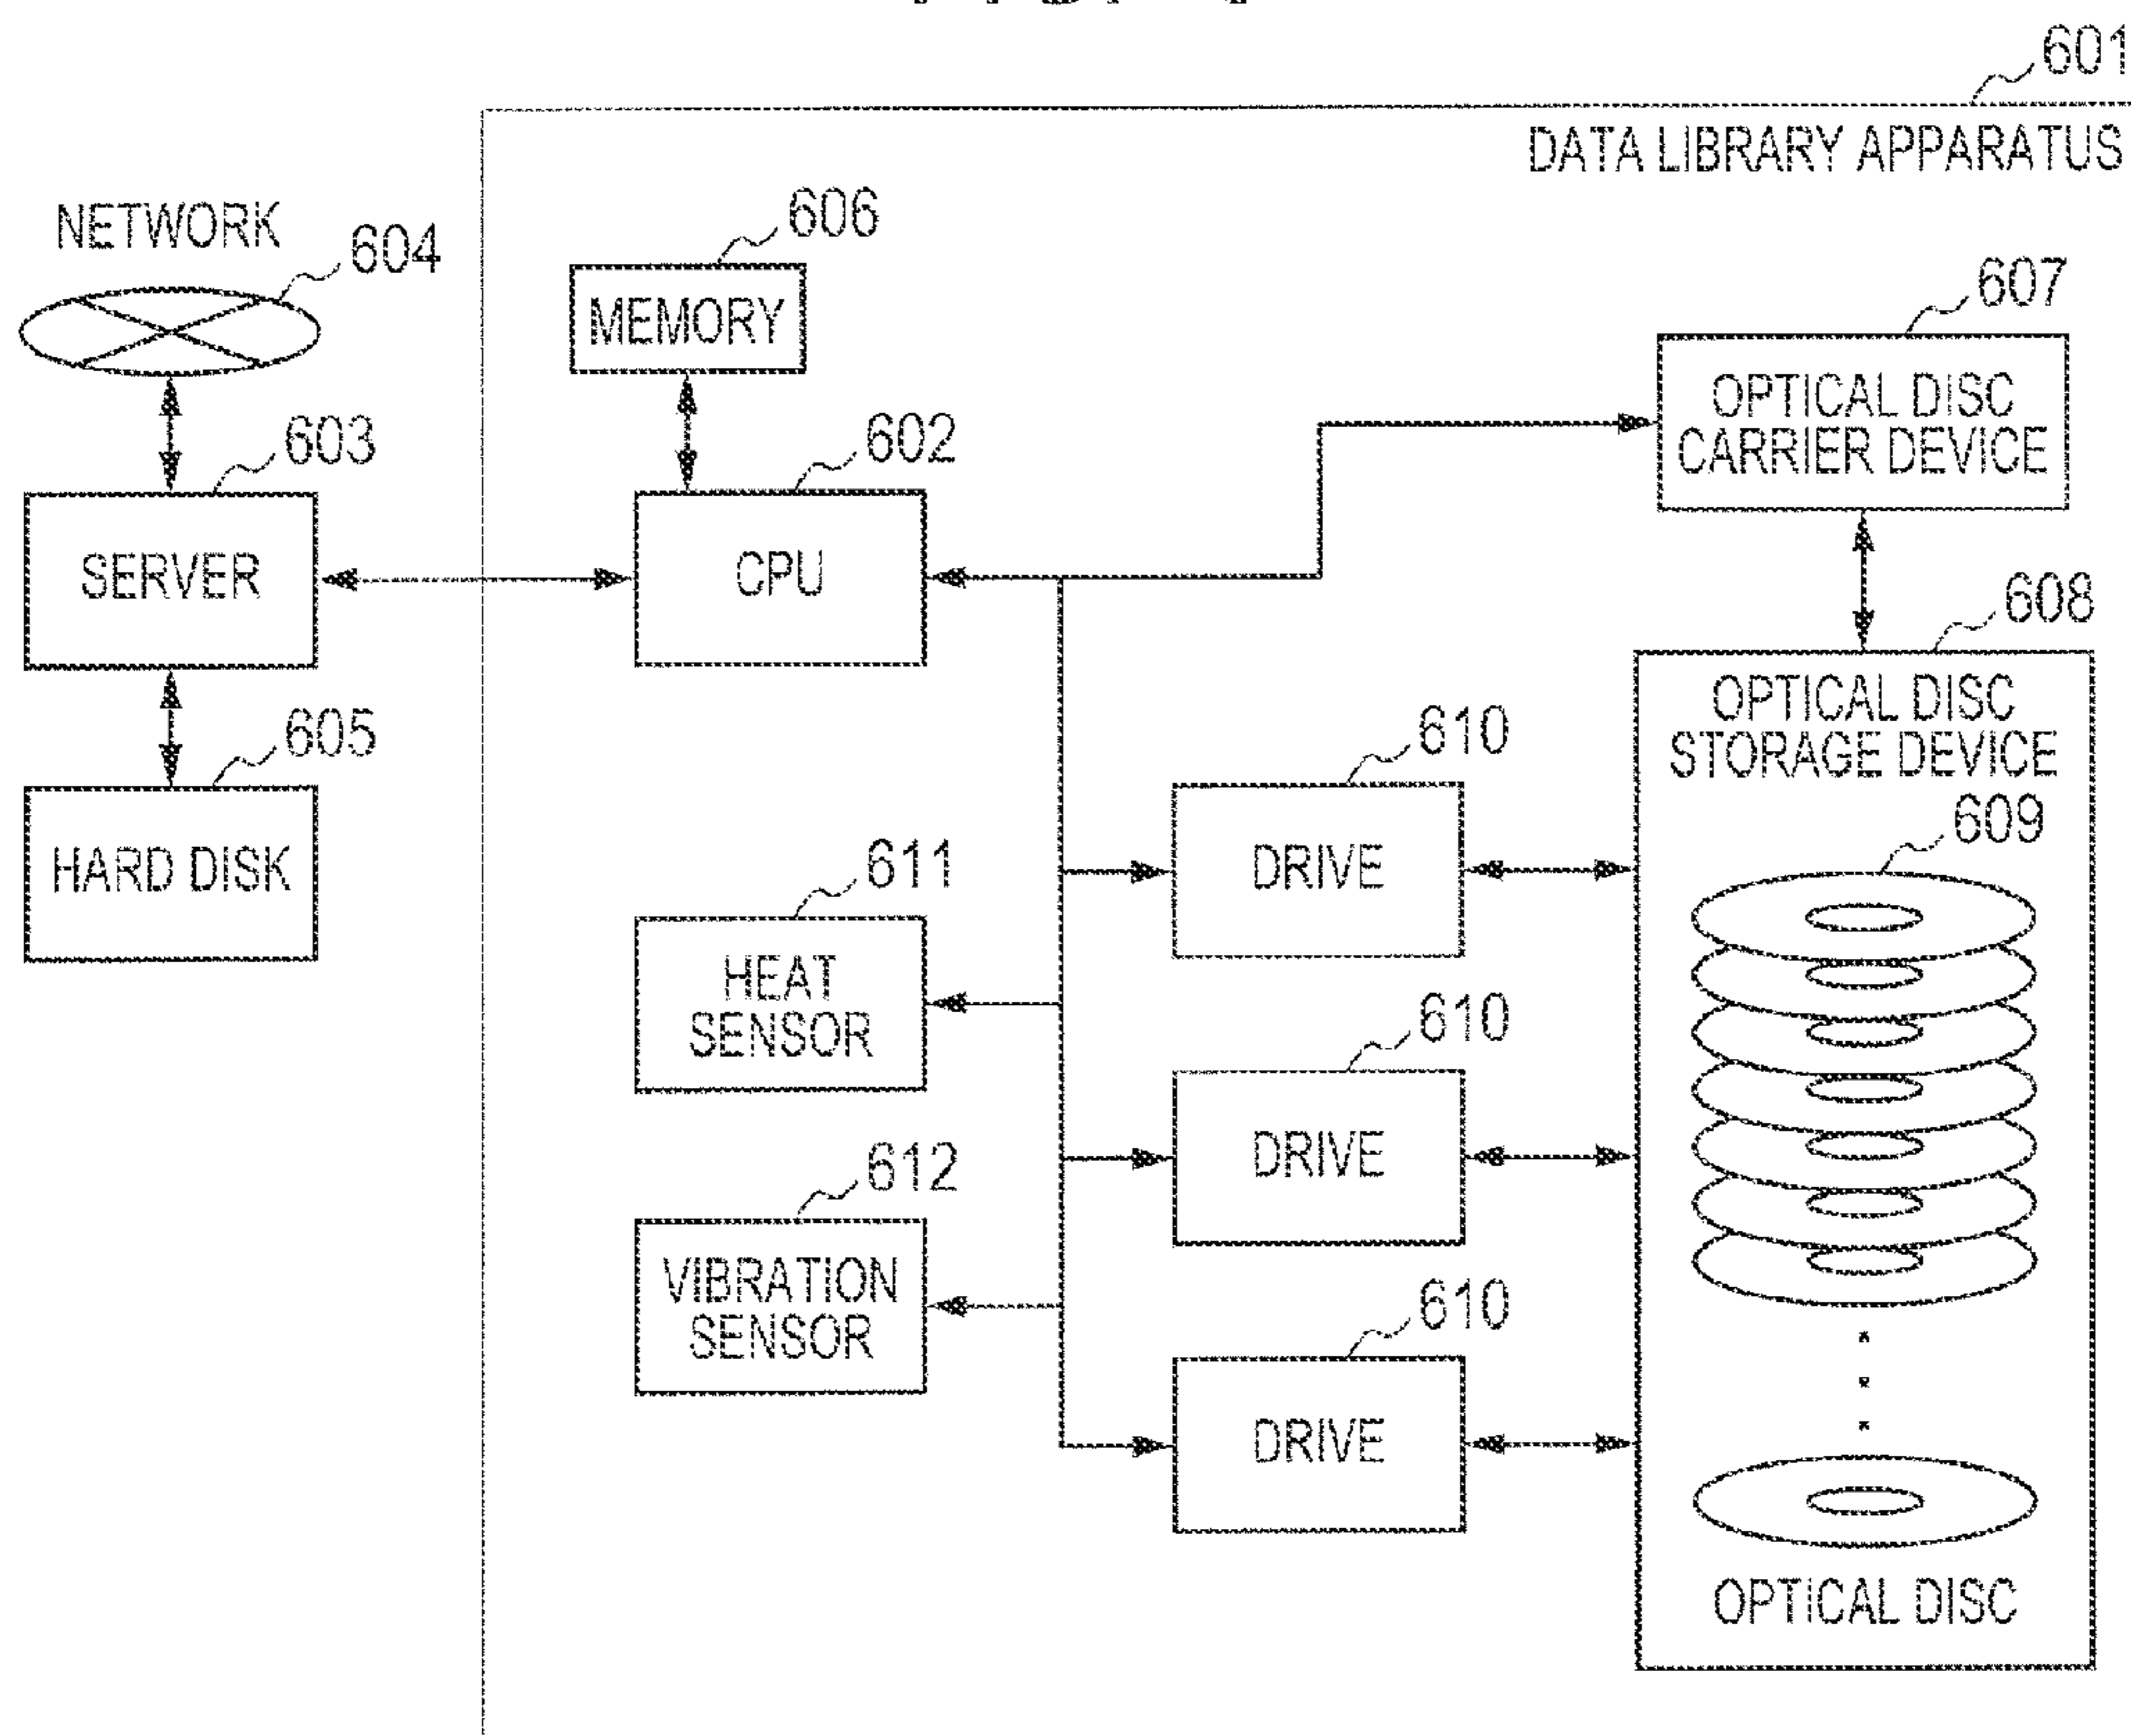 601
DATA LIBRARY APPARATUS
NETWORK
604
606
MEMORY
607
OPTICAL DISC
CARRIER DEVICE
603
SERVER
602
CPU
605
HARD DISK
608
OPTICAL DISC
STORAGE DEVICE
609
OPTICAL DISC
610
DRIVE
611
HEAT
SENSOR
610
DRIVE
612
VIBRATION
SENSOR
610
DRIVE